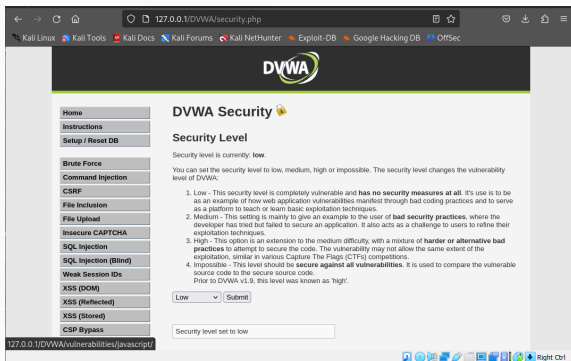 127.0.0.1/DVWA/security.php
Kali Linux Kali Tools Kali Docs Kali Forums Kali NetHunter Exploit-DB Google Hacking DB OffSec
DVWA
Home
Instructions
Setup / Reset DB
Brute Force
Command Injection
CSRF
File Inclusion
File Upload
Insecure CAPTCHA
SQL Injection
SQL Injection (Blind)
Weak Session IDs
XSS (DOM)
XSS (Reflected)
XSS (Stored)
CSP Bypass
DVWA Security
Security Level
Security level is currently: low.
You can set the security level to low, medium, high or impossible. The security level changes the vulnerability
level of DVWA:
1. Low - This security level is completely vulnerable and has no security measures at all. It's use is to be
as an example of how web application vulnerabilities manifest through bad coding practices and to serve
as a platform to teach or learn basic exploitation techniques.
2. Medium - This setting is mainly to give an example to the user of bad security practices, where the
developer has tried but failed to secure an application. It also acts as a challenge to users to refine their
exploitation techniques.
3. High - This option is an extension to the medium difficulty, with a mixture of harder or alternative bad
practices to attempt to secure the code. The vulnerability may not allow the same extent of the
exploitation, similar in various Capture The Flags (CTFs) competitions.
4. Impossible - This level should be secure against all vulnerabilities. It is used to compare the vulnerable
source code to the secure source code.
Prior to DVWA v1.9, this level was known as 'high'.
Low Submit
Security level set to low
127.0.0.1/DVWA/vulnerabilities/javascript/
Right Ctrl